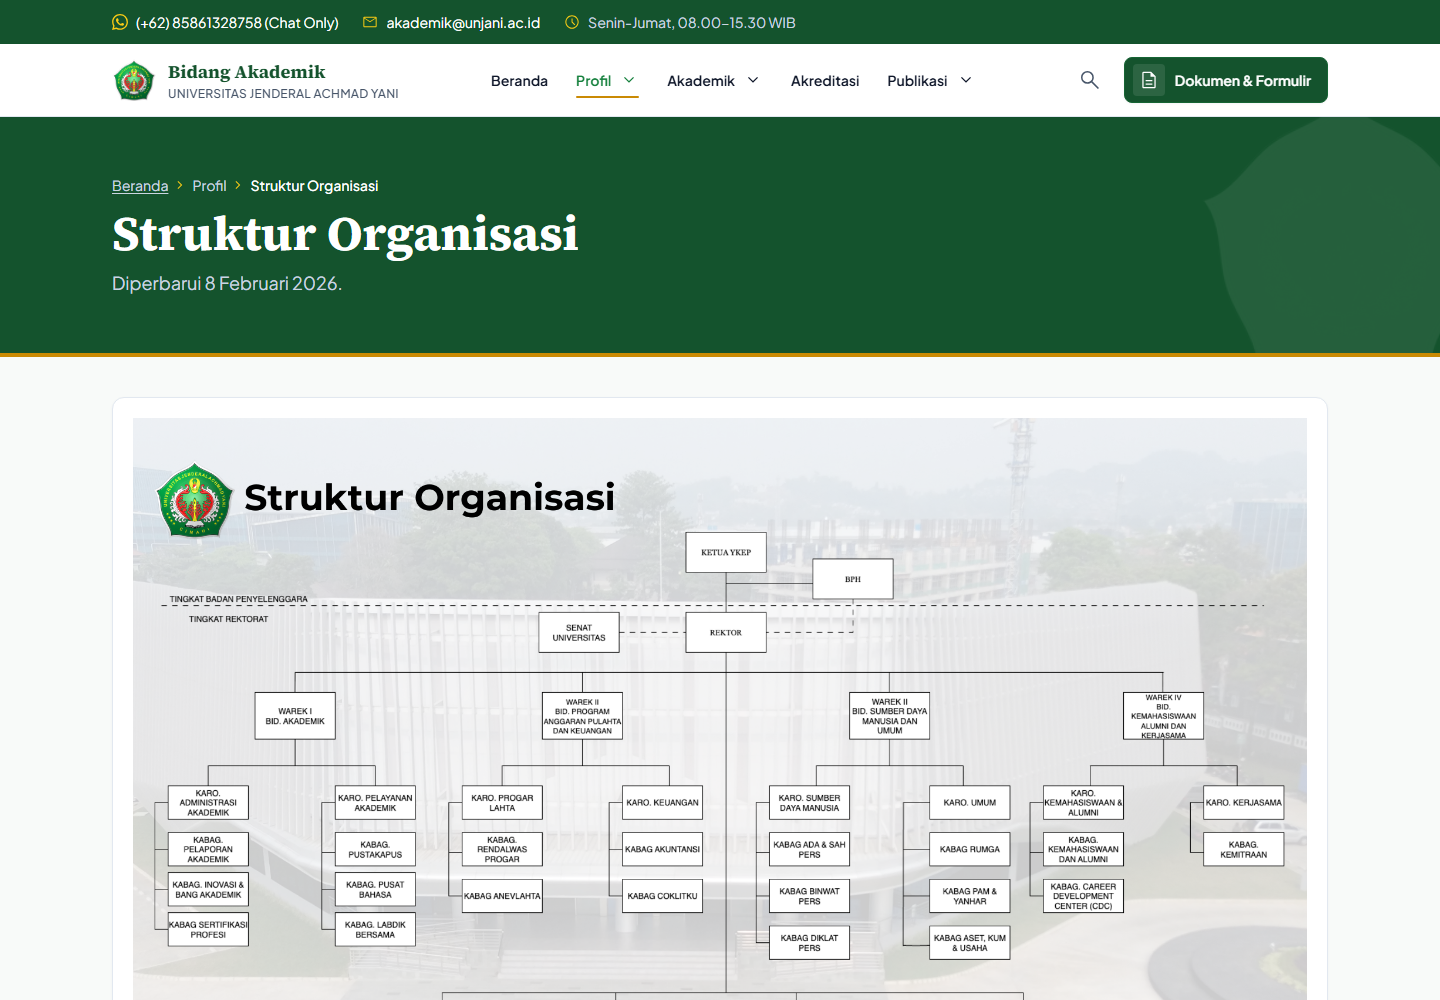 (+62) 85861328758 (Chat Only)
akademik@unjani.ac.id
Senin-Jumat, 08.00–15.30 WIB
Bidang Akademik
UNIVERSITAS JENDERAL ACHMAD YANI
Beranda
Profil
Akademik
Akreditasi
Publikasi
Dokumen & Formulir
Beranda > Profil > Struktur Organisasi
Struktur Organisasi
Diperbarui 8 Februari 2026.
Struktur Organisasi
KETUA YKEP
BPH
TINGKAT BADAN PENYELENGGARA
TINGKAT REKTORAT
SENAT
UNIVERSITAS
REKTOR
WAREK I
BID. AKADEMIK
WAREK II
BID. PROGRAM
ANGGARAN PULAHTA
DAN KEUANGAN
WAREK II
BID. SUMBER DAYA
MANUSIA DAN
UMUM
WAREK IV
BID.
KEMAHASISWAAN
ALUMNI DAN
KERJASAMA
KARO.
ADMINISTRASI
AKADEMIK
KARO. PELAYANAN
AKADEMIK
KARO. PROGAR
LAHTA
KARO. KEUANGAN
KARO. SUMBER
DAYA MANUSIA
KARO. UMUM
KARO.
KEMAHASISWAAN &
ALUMNI
KARO. KERJASAMA
KABAG.
PELAPORAN
AKADEMIK
KABAG.
PUSTAKAPUS
KABAG.
RENDALWAS
PROGAR
KABAG AKUNTANSI
KABAG ADA & SAH
PERS
KABAG RUMGA
KABAG.
KEMAHASISWAAN
DAN ALUMNI
KABAG.
KEMITRAAN
KABAG. INOVASI &
BANG AKADEMIK
KABAG. PUSAT
BAHASA
KABAG ANEVLAHTA
KABAG COKLITKU
KABAG BINWAT
PERS
KABAG PAM &
YANHAR
KABAG. CAREER
DEVELOPMENT
CENTER (CDC)
KABAG SERTIFIKASI
PROFESI
KABAG. LABDIK
BERSAMA
KABAG DIKLAT
PERS
KABAG ASET, KUM
& USAHA